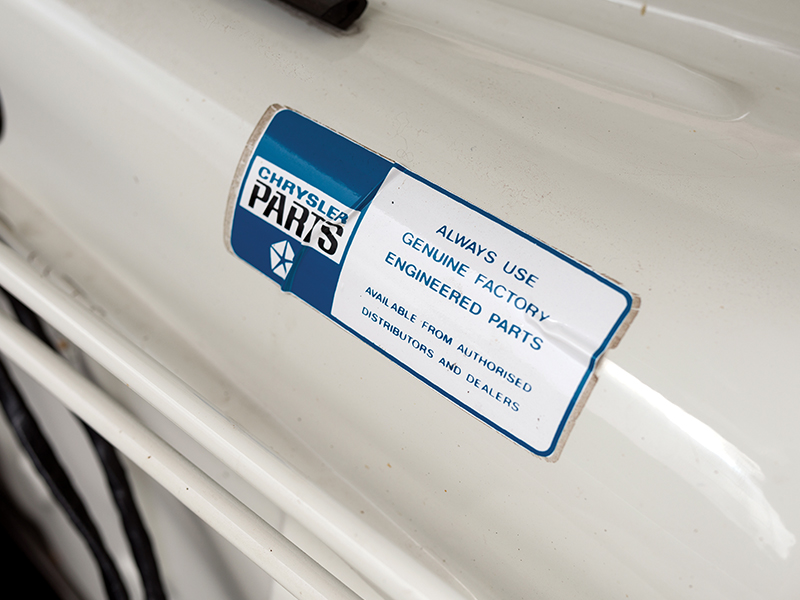 CHRYSLER
PARTS
ALWAYS USE
GENUINE FACTORY
ENGINEERED PARTS
AVAILABLE FROM AUTHORISED
DISTRIBUTORS AND DEALERS